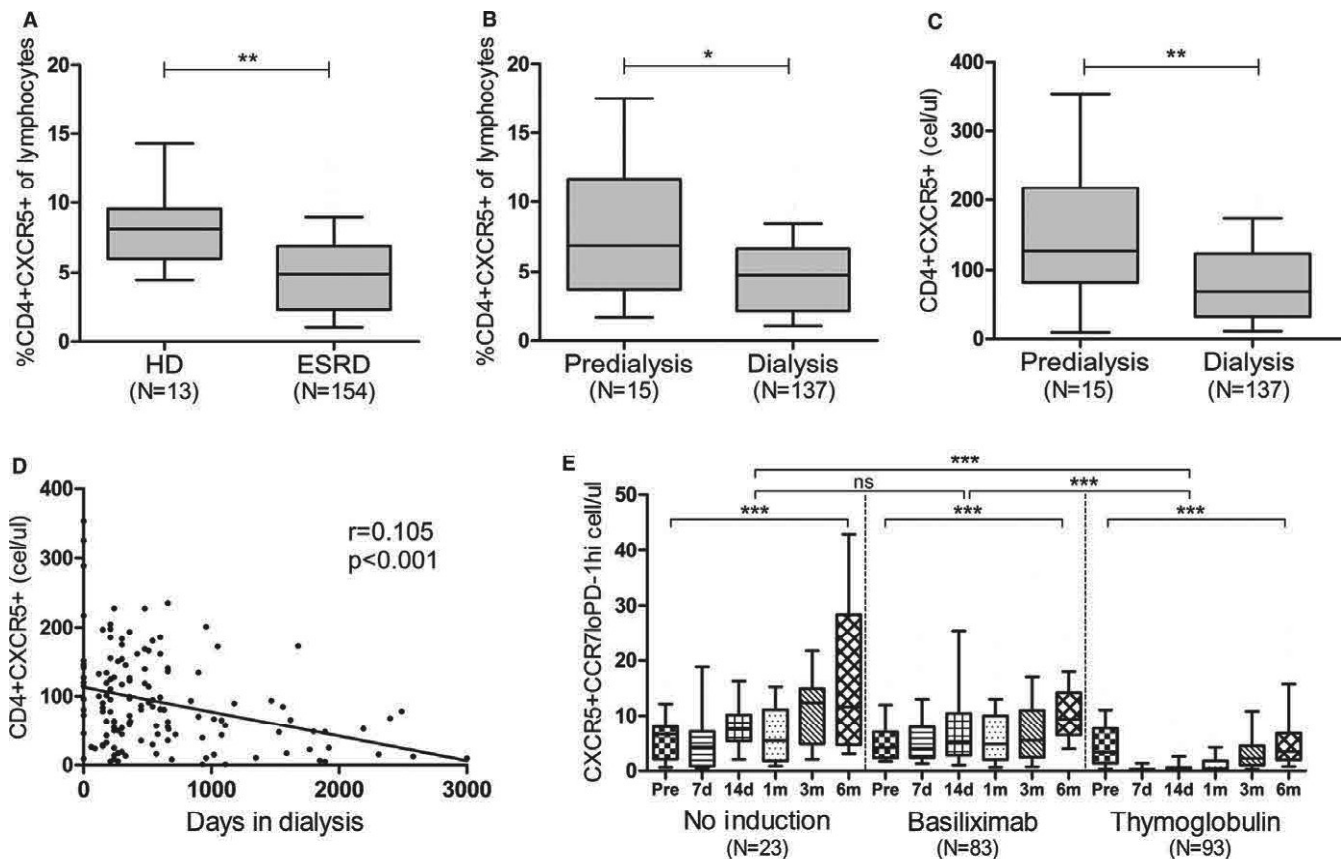 A
**
%CD4+CXCR5+ of lymphocytes
20
15
10
5
0
HD ESRD
(N=13) (N=154)
B
*
%CD4+CXCR5+ of lymphocytes
20
15
10
5
0
Predialysis Dialysis
(N=15) (N=137)
C
**
CD4+CXCR5+ (cel/ul)
400
300
200
100
0
Predialysis Dialysis
(N=15) (N=137)
D
CD4+CXCR5+ (cel/ul)
400
300
200
100
0
r=0.105
p<0.001
0 1000 2000 3000
Days in dialysis
E
***
ns ***
*** *** ***
CXCR5+CCR7loPD-1hi cell/ul
50
40
30
20
10
0
Pre 7d 14d 1m 3m 6m Pre 7d 14d 1m 3m 6m Pre 7d 14d 1m 3m 6m
No induction Basiliximab Thymoglobulin
(N=23) (N=83) (N=93)